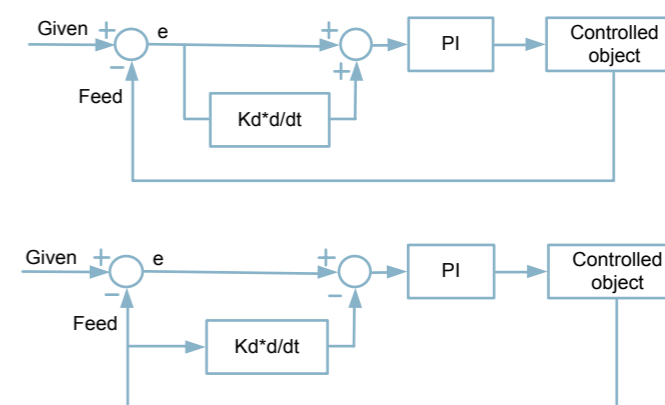 Given + e + PI Controlled
object
− +
Feed
Kd*d/dt
Given + e + PI Controlled
object
− −
Feed
Kd*d/dt